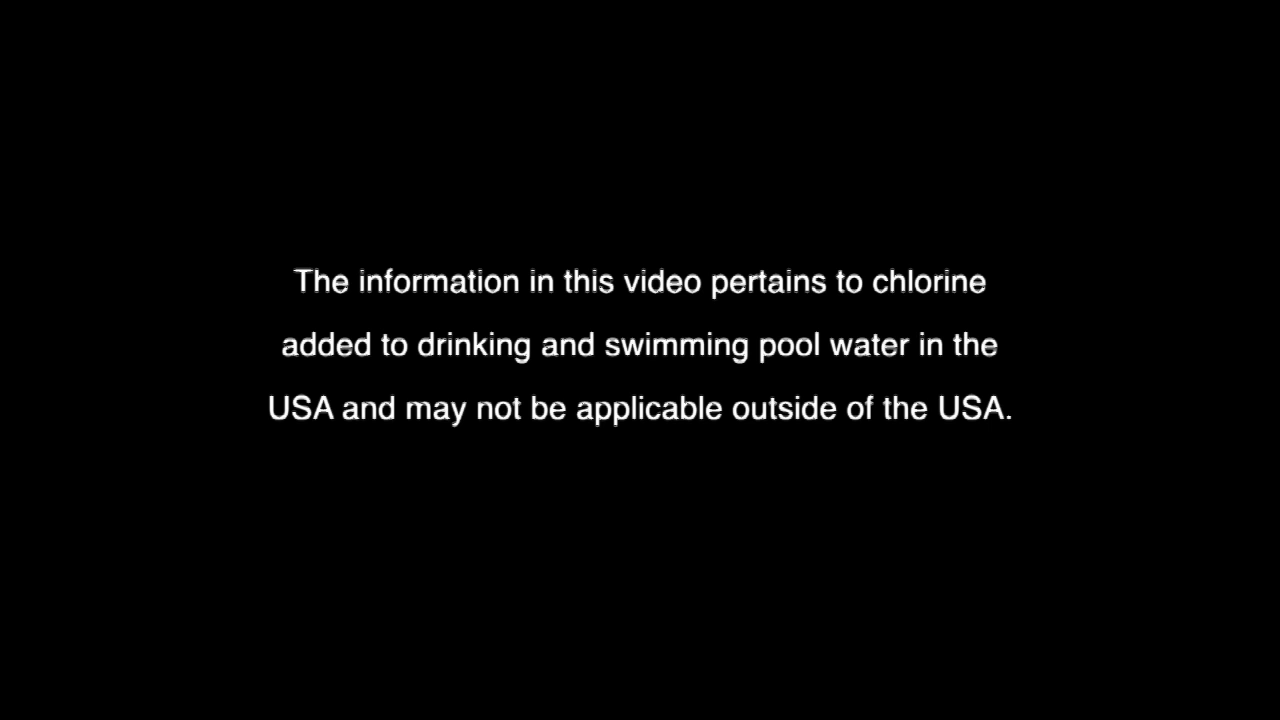 The information in this video pertains to chlorine
added to drinking and swimming pool water in the
USA and may not be applicable outside of the USA.